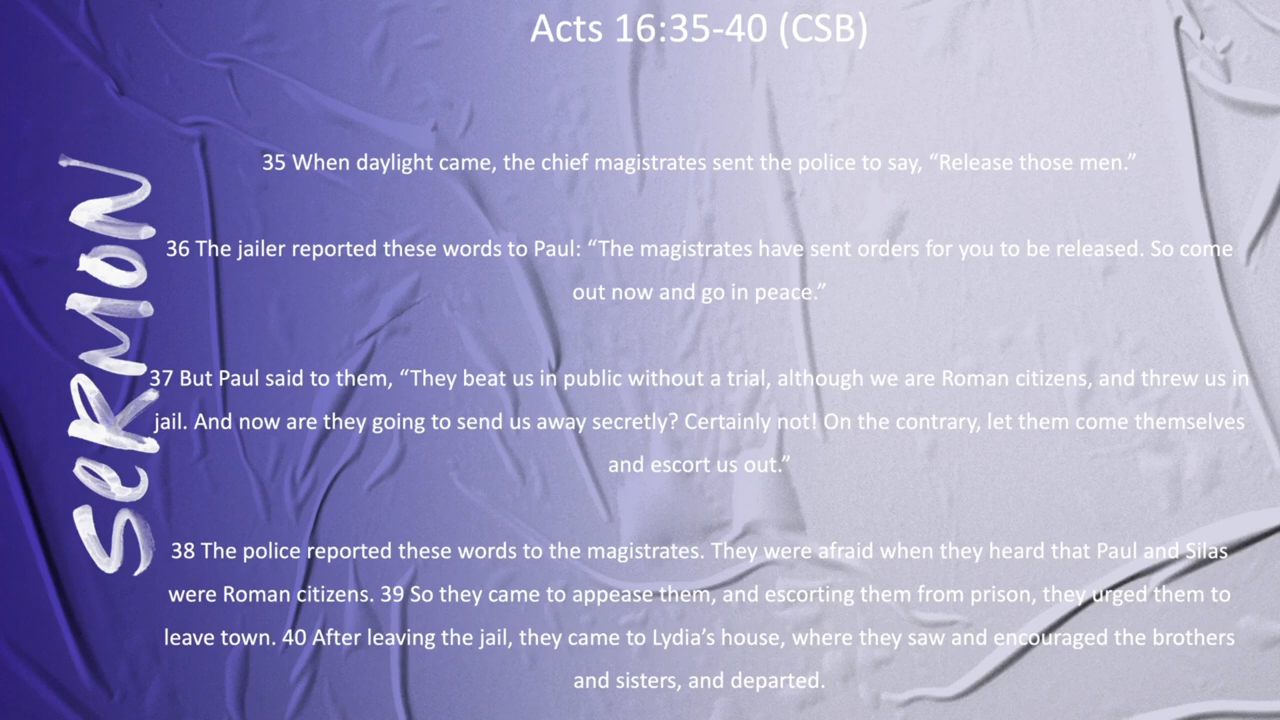 Acts 16:35-40 (CSB)
SeRMON
35 When daylight came, the chief magistrates sent the police to say, “Release those men.”
36 The jailer reported these words to Paul: “The magistrates have sent orders for you to be released. So come
out now and go in peace.”
37 But Paul said to them, “They beat us in public without a trial, although we are Roman citizens, and threw us in
jail. And now are they going to send us away secretly? Certainly not! On the contrary, let them come themselves
and escort us out.”
38 The police reported these words to the magistrates. They were afraid when they heard that Paul and Silas
were Roman citizens. 39 So they came to appease them, and escorting them from prison, they urged them to
leave town. 40 After leaving the jail, they came to Lydia’s house, where they saw and encouraged the brothers
and sisters, and departed.